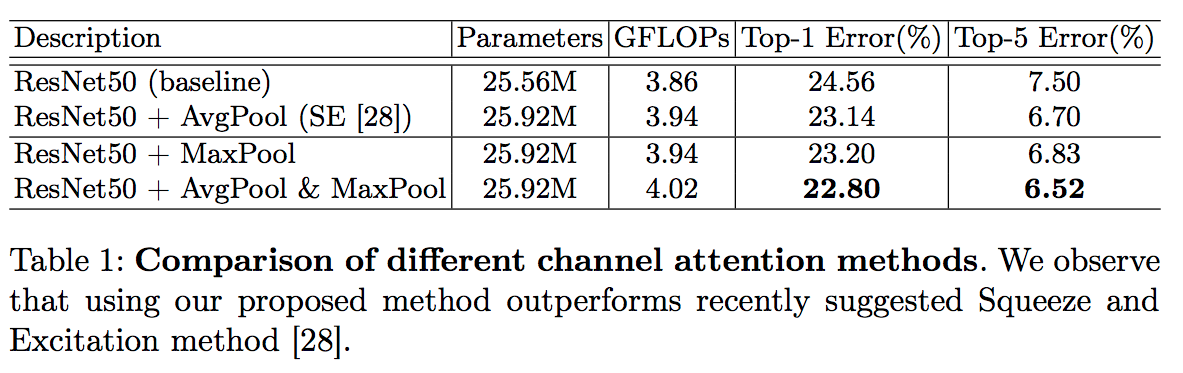 Description Parameters GFLOPs Top-1 Error(%) Top-5 Error(%)
ResNet50 (baseline) 25.56M 3.86 24.56 7.50
ResNet50 + AvgPool (SE [28]) 25.92M 3.94 23.14 6.70
ResNet50 + MaxPool 25.92M 3.94 23.20 6.83
ResNet50 + AvgPool & MaxPool 25.92M 4.02 22.80 6.52
Table 1: Comparison of different channel attention methods. We observe
that using our proposed method outperforms recently suggested Squeeze and
Excitation method [28].